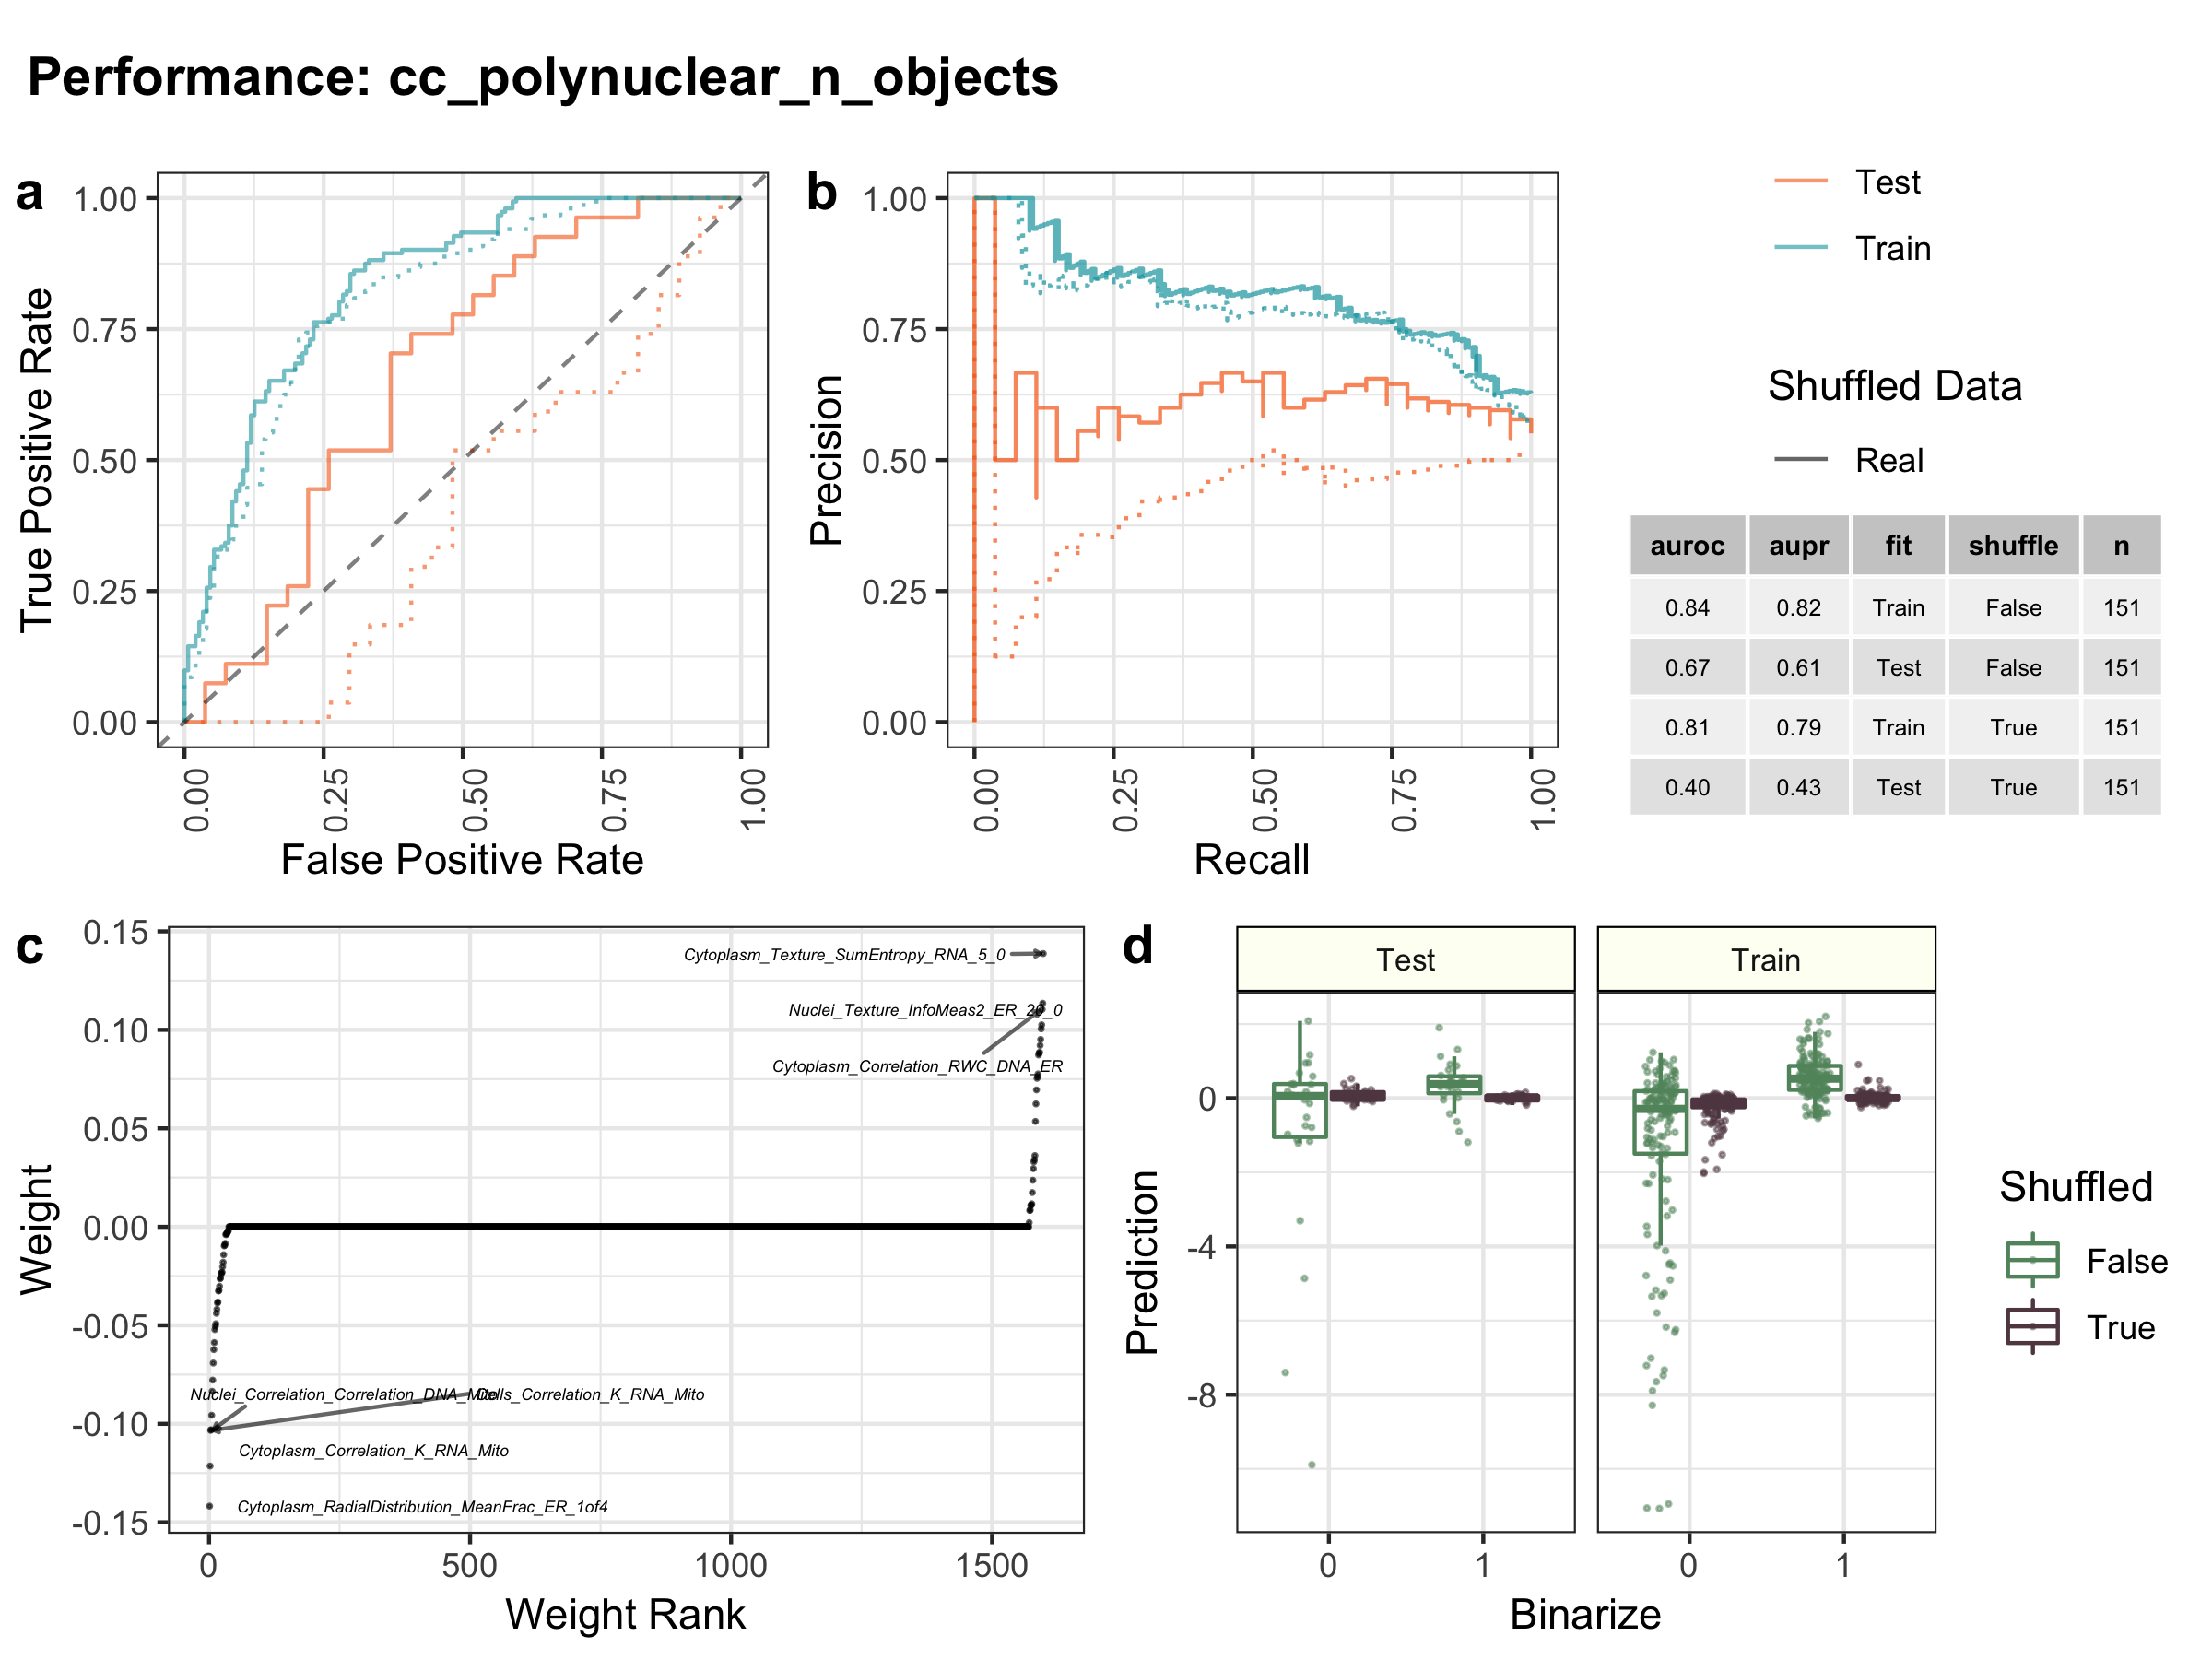 Performance: cc_polynuclear_n_objects
a
True Positive Rate
1.00
0.75
0.50
0.25
0.00
0.00
0.25
0.50
0.75
1.00
False Positive Rate
b
Precision
1.00
0.75
0.50
0.25
0.00
0.00
0.25
0.50
0.75
1.00
Recall
Test
Train
Shuffled Data
Real
auroc aupr fit shuffle n
0.84 0.82 Train False 151
0.67 0.61 Test False 151
0.81 0.79 Train True 151
0.40 0.43 Test True 151
c
Weight
0.15
0.10
0.05
0.00
-0.05
-0.10
-0.15
Cytoplasm_Texture_SumEntropy_RNA_5_0
Nuclei_Texture_InfoMeas2_ER_20_0
Cytoplasm_Correlation_RWC_DNA_ER
Nuclei_Correlation_Correlation_DNA_Mito
Cells_Correlation_K_RNA_Mito
Cytoplasm_Correlation_K_RNA_Mito
Cytoplasm_RadialDistribution_MeanFrac_ER_1of4
0
500
1000
1500
Weight Rank
d
Test
Train
Prediction
0
-4
-8
0
1
0
1
Binarize
Shuffled
False
True